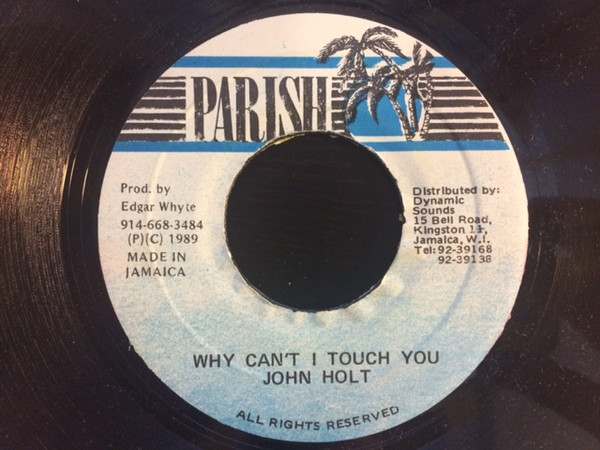 PARISH
Prod. by
Edgar Whyte
914-668-3484
(P)(C) 1989
MADE IN
JAMAICA
Distributed by:
Dynamic
Sounds
15 Bell Road,
Kingston 11,
Jamaica, W.I.
Tel: 92-39168
92-39138
WHY CAN'T I TOUCH YOU
JOHN HOLT
ALL RIGHTS RESERVED